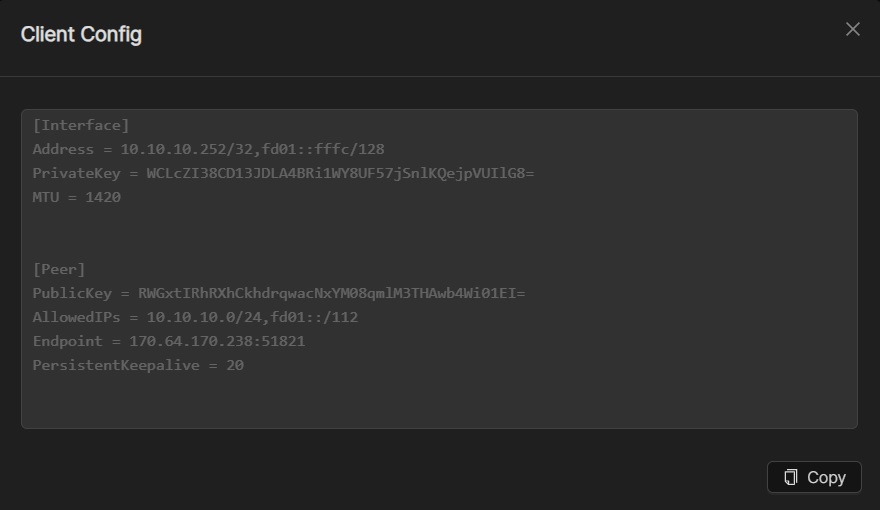 Client Config
[Interface]
Address = 10.10.10.252/32,fd01::fffc/128
PrivateKey = WCLcZI38CD13JDLA4BRi1WY8UF57jSnlKQejpVUIlG8=
MTU = 1420
[Peer]
PublicKey = RWGxtIRhRXhCkhdrqwacNxYM08qmlM3THAwb4Wi01EI=
AllowedIPs = 10.10.10.0/24,fd01::/112
Endpoint = 170.64.170.238:51821
PersistentKeepalive = 20
Copy